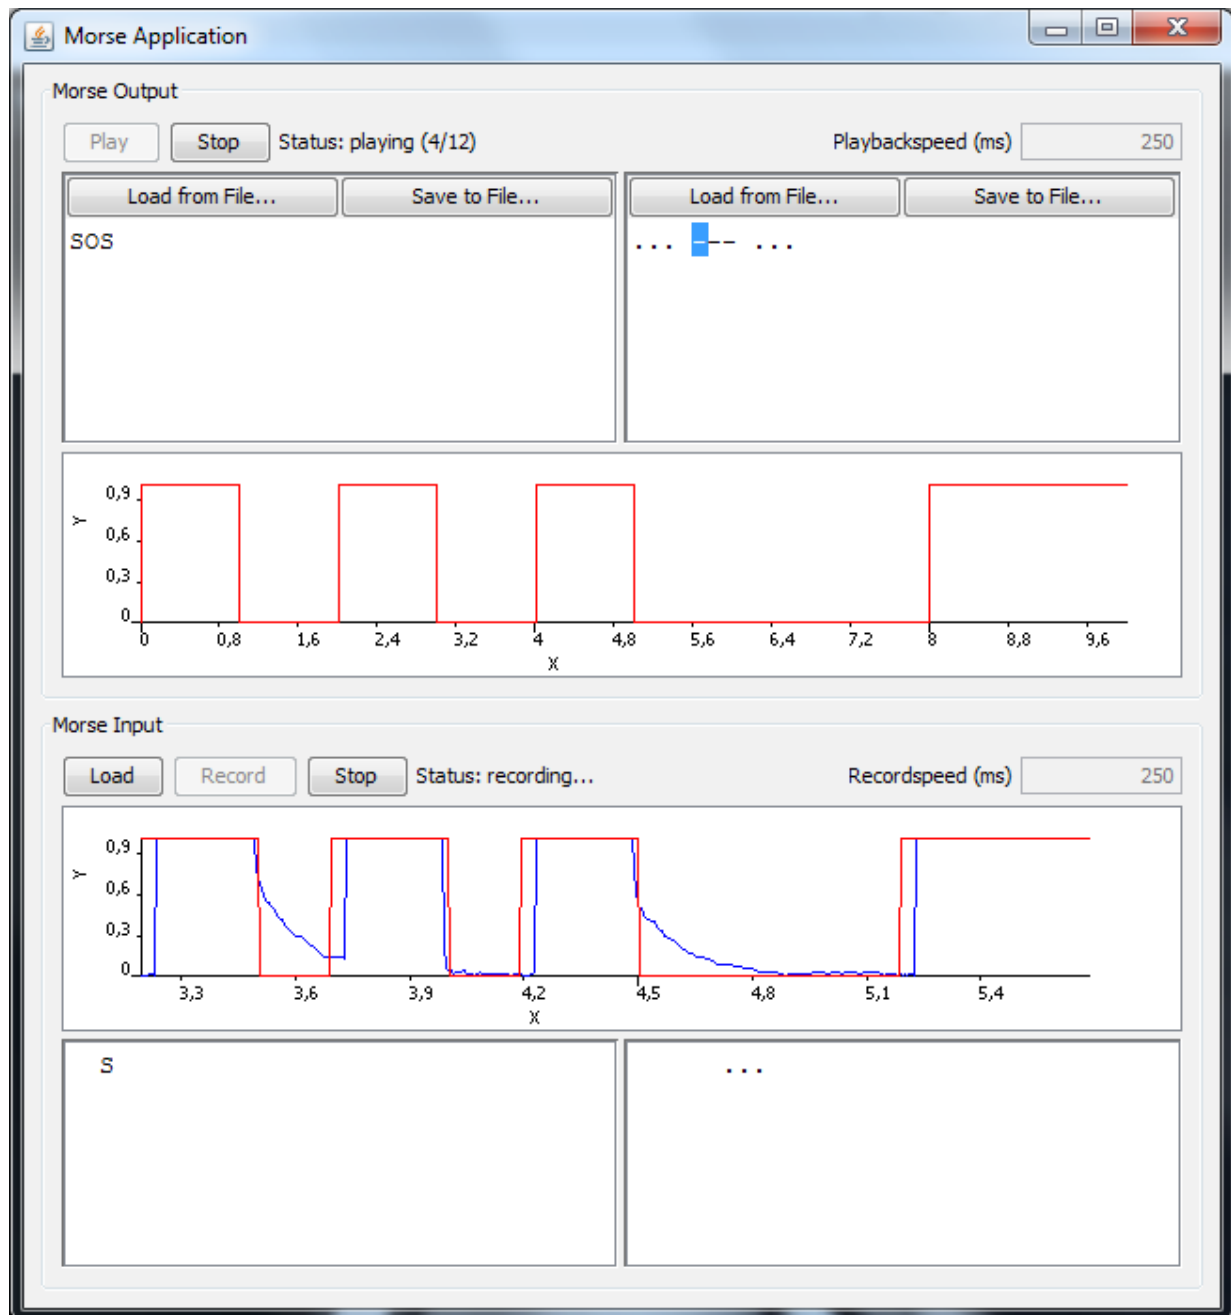 Morse Application
Morse Output
Play Stop Status: playing (4/12) Playbackspeed (ms) 250
Load from File... Save to File... Load from File... Save to File...
SOS ... --- ...
0,9
Y
0,6
0,3
0
0 0,8 1,6 2,4 3,2 4 4,8 5,6 6,4 7,2 8 8,8 9,6
X
Morse Input
Load Record Stop Status: recording... Recordspeed (ms) 250
0,9
Y
0,6
0,3
0
3,3 3,6 3,9 4,2 4,5 4,8 5,1 5,4
X
S ...